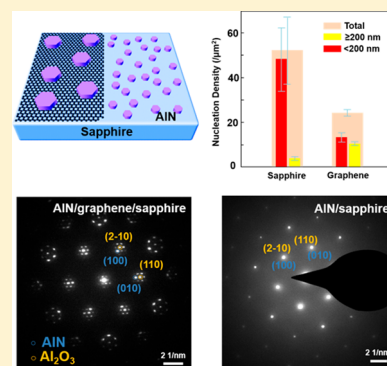 Sapphire
AlN
Nucleation Density (/μm²)
60
40
20
0
Total
≥200 nm
<200 nm
Sapphire
Graphene
AlN/graphene/sapphire
(2-10)
(100)
(110)
(010)
AlN
Al₂O₃
2 1/nm
AlN/sapphire
(110)
(2-10)
(010)
(100)
2 1/nm